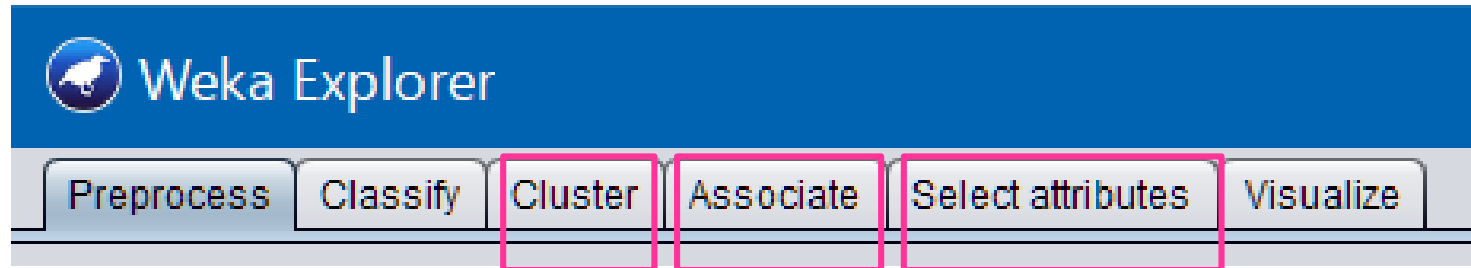 Weka Explorer
Preprocess Classify Cluster Associate Select attributes Visualize